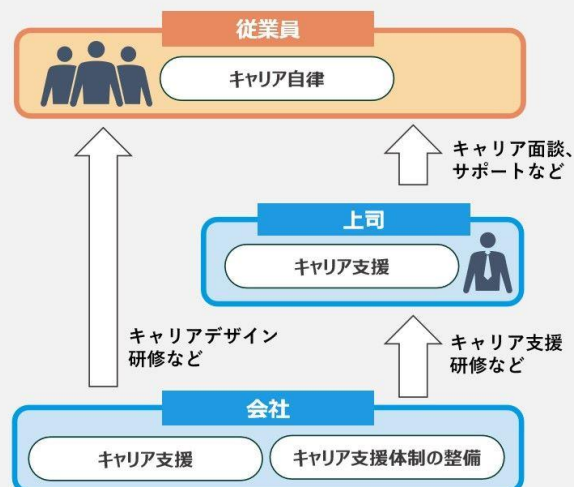 従業員
キャリア自律
キャリア面談、
サポートなど
上司
キャリア支援
キャリアデザイン
研修など
キャリア支援
研修など
会社
キャリア支援
キャリア支援体制の整備